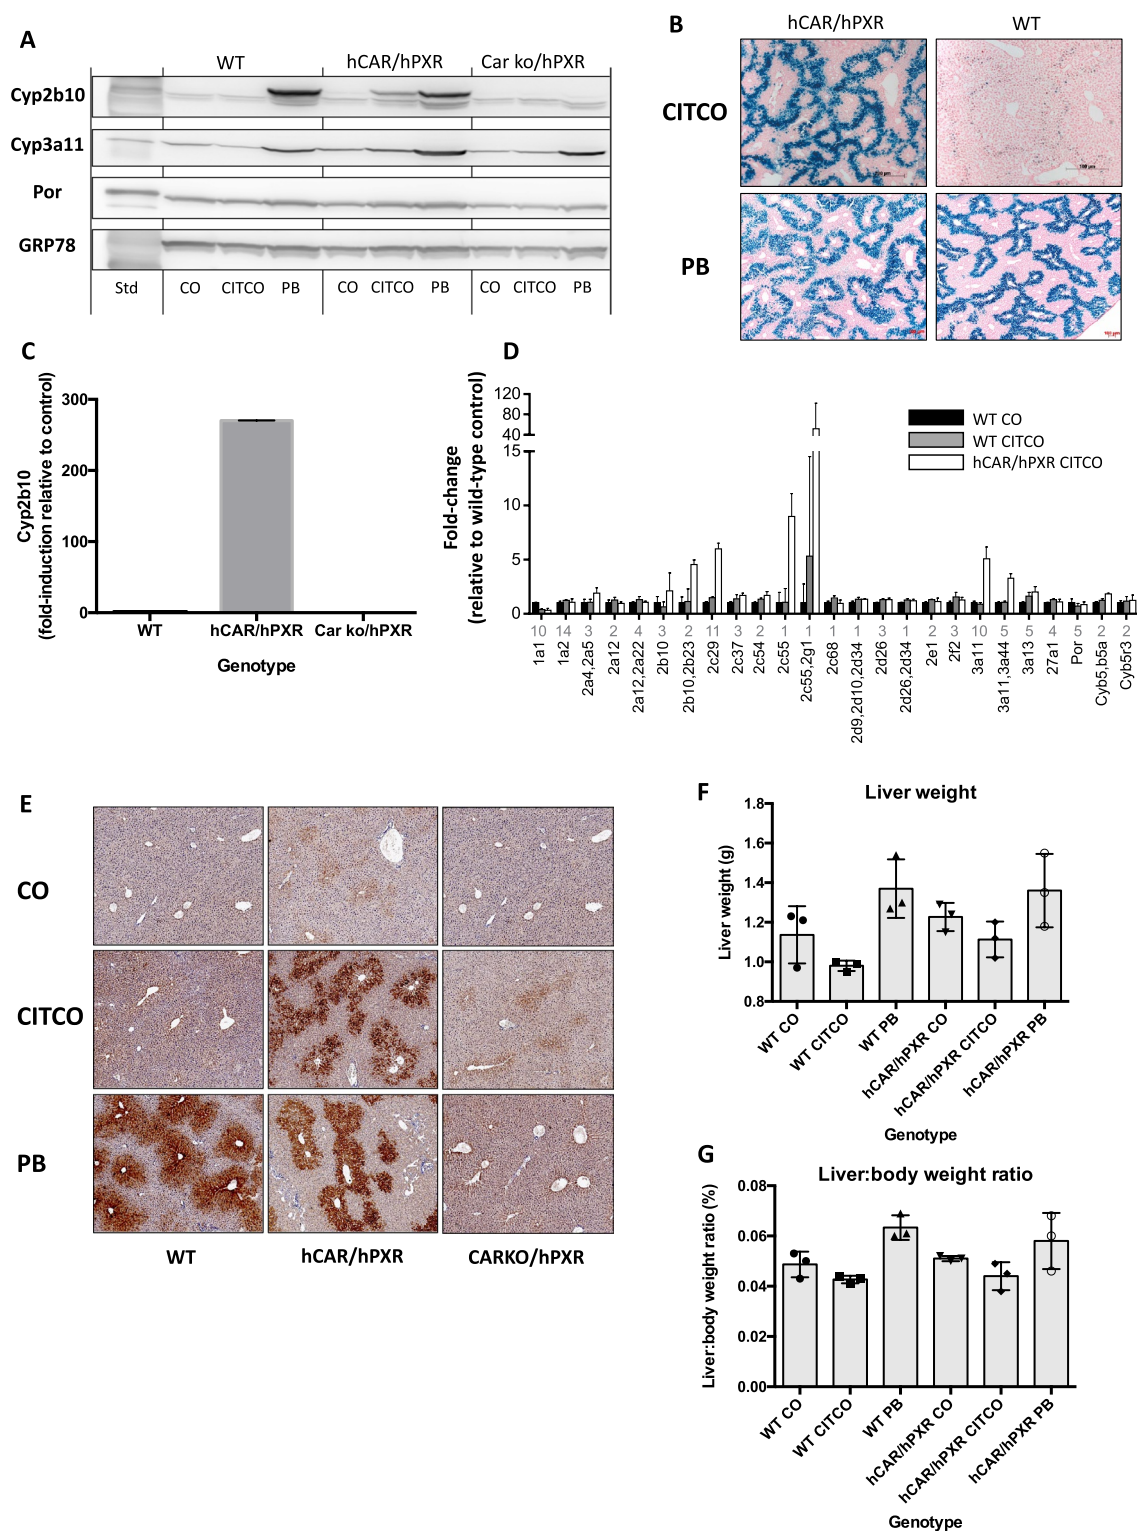 A
WT
hCAR/hPXR
Car ko/hPXR
Cyp2b10
Cyp3a11
Por
GRP78
Std
CO
CITCO
PB
CO
CITCO
PB
CO
CITCO
PB
B
hCAR/hPXR
WT
CITCO
PB
C
Cyp2b10
(fold-induction relative to control)
300
200
100
0
WT
hCAR/hPXR
Car ko/hPXR
Genotype
D
Fold-change
(relative to wild-type control)
120
80
40
15
10
5
0
WT CO
WT CITCO
hCAR/hPXR CITCO
10 14 3 2 4 3 2 11 3 2 1 1 1 1 3 1 2 3 10 5 5 4 5 2 2
1a1
1a2
2a4,2a5
2a12
2a12,2a22
2b10
2b10,2b23
2c29
2c37
2c54
2c55
2c55,2g1
2c68
2d9,2d10,2d34
2d26
2d26,2d34
2e1
2f2
3a11
3a11,3a44
3a13
27a1
Por
Cyb5,b5a
Cyb5r3
E
CO
CITCO
PB
WT
hCAR/hPXR
CARKO/hPXR
F
Liver weight
Liver weight (g)
1.8
1.6
1.4
1.2
1.0
0.8
WT CO
WT CITCO
WT PB
hCAR/hPXR CO
hCAR/hPXR CITCO
hCAR/hPXR PB
Genotype
G
Liver:body weight ratio
Liver:body weight ratio (%)
0.08
0.06
0.04
0.02
0.00
WT CO
WT CITCO
WT PB
hCAR/hPXR CO
hCAR/hPXR CITCO
hCAR/hPXR PB
Genotype